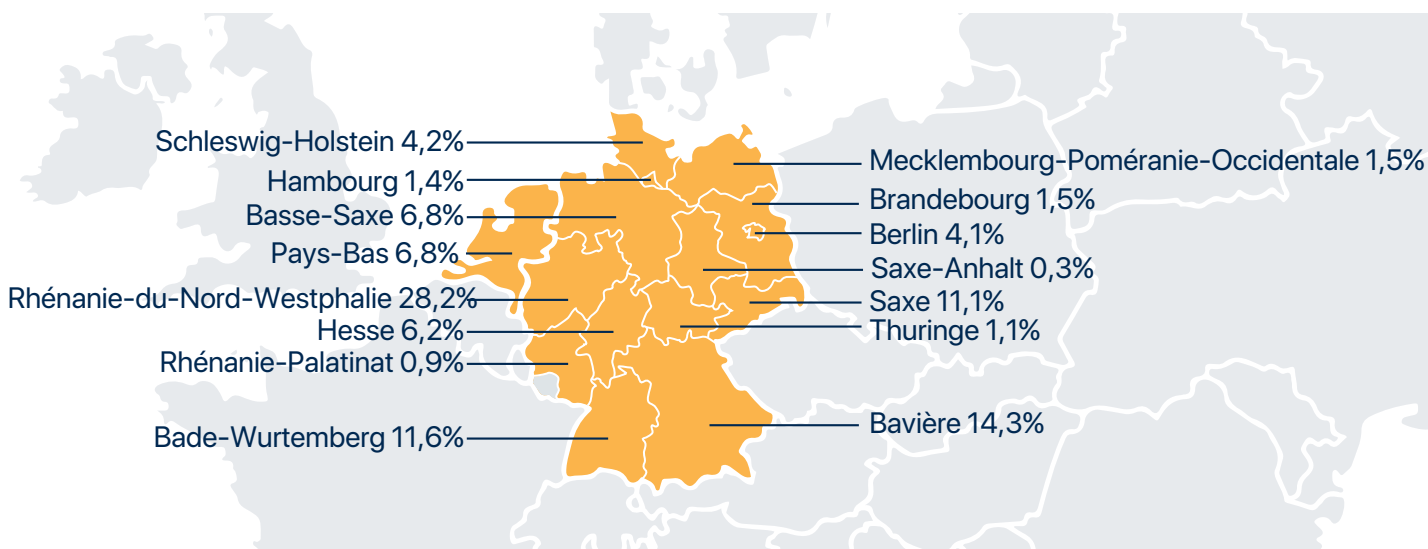 Schleswig-Holstein 4,2%
Hambourg 1,4%
Basse-Saxe 6,8%
Pays-Bas 6,8%
Rhénanie-du-Nord-Westphalie 28,2%
Hesse 6,2%
Rhénanie-Palatinat 0,9%
Bade-Wurtemberg 11,6%
Mecklembourg-Poméranie-Occidentale 1,5%
Brandebourg 1,5%
Berlin 4,1%
Saxe-Anhalt 0,3%
Saxe 11,1%
Thuringe 1,1%
Bavière 14,3%